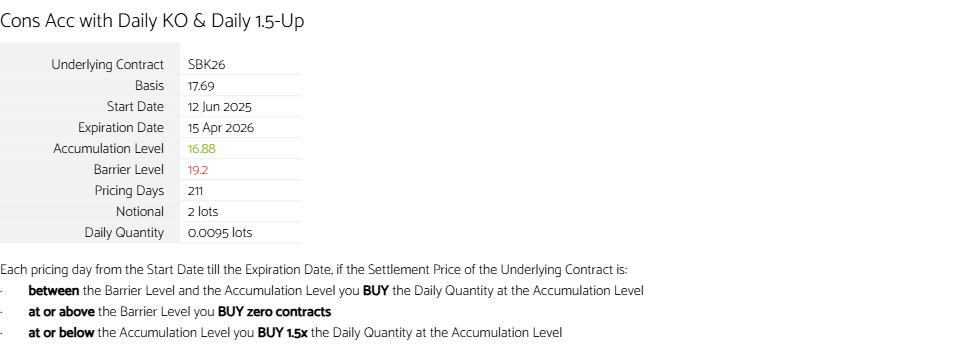 Cons Acc with Daily KO & Daily 1.5-Up
Underlying Contract SBK26
Basis 17.69
Start Date 12 Jun 2025
Expiration Date 15 Apr 2026
Accumulation Level 16.88
Barrier Level 19.2
Pricing Days 211
Notional 2 lots
Daily Quantity 0.0095 lots
Each pricing day from the Start Date till the Expiration Date, if the Settlement Price of the Underlying Contract is:
· between the Barrier Level and the Accumulation Level you BUY the Daily Quantity at the Accumulation Level
· at or above the Barrier Level you BUY zero contracts
· at or below the Accumulation Level you BUY 1.5x the Daily Quantity at the Accumulation Level